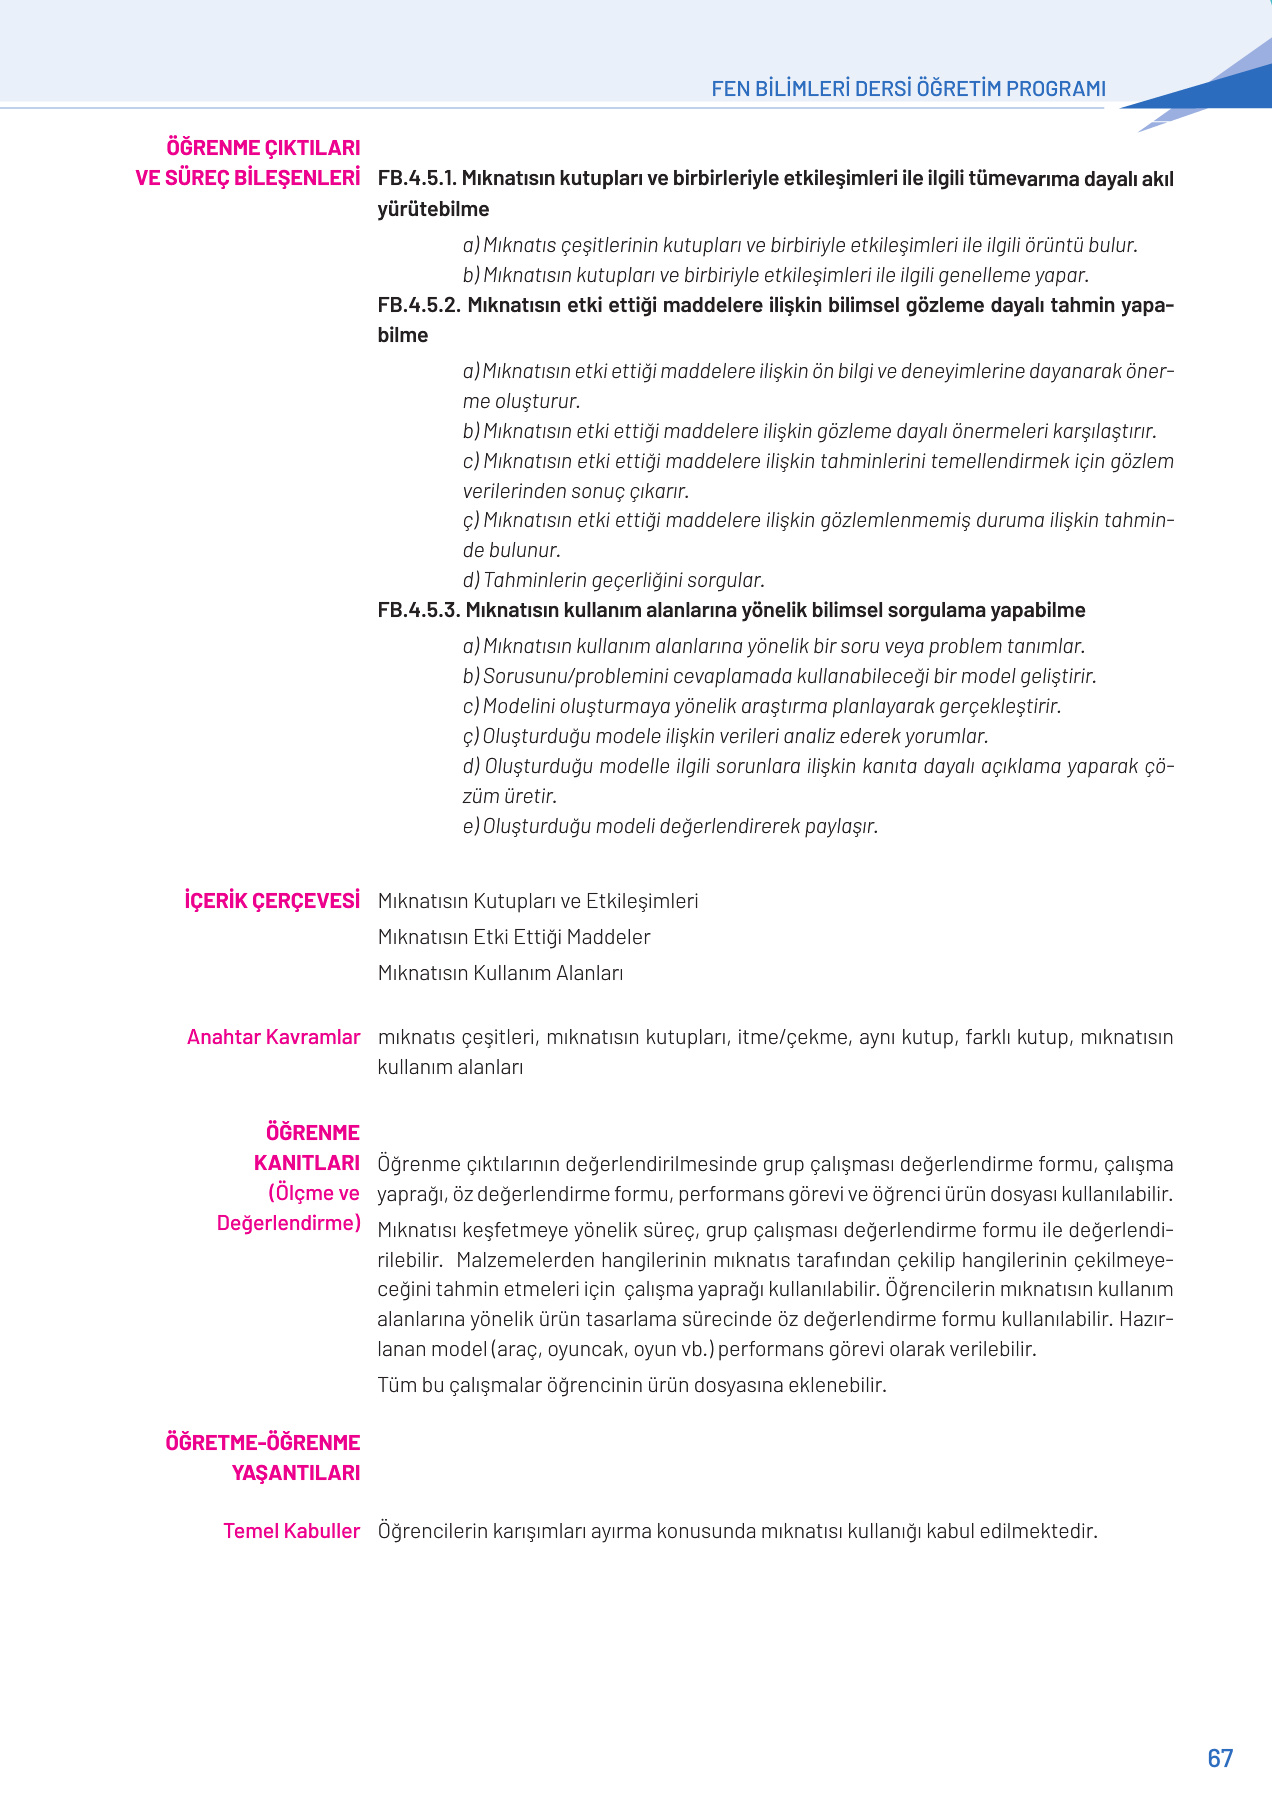 FEN BİLİMLERİ DERSİ ÖĞRETİM PROGRAMI
ÖĞRENME ÇIKTILARI
VE SÜREÇ BİLEŞENLERİ
FB.4.5.1. Mıknatısın kutupları ve birbirleriyle etkileşimleri ile ilgili tümevarıma dayalı akıl
yürütebilme
a) Mıknatıs çeşitlerinin kutupları ve birbiriyle etkileşimleri ile ilgili örüntü bulur.
b) Mıknatısın kutupları ve birbiriyle etkileşimleri ile ilgili genelleme yapar.
FB.4.5.2. Mıknatısın etki ettiği maddelere ilişkin bilimsel gözleme dayalı tahmin yapa-
bilme
a) Mıknatısın etki ettiği maddelere ilişkin ön bilgi ve deneyimlerine dayanarak öner-
me oluşturur.
b) Mıknatısın etki ettiği maddelere ilişkin gözleme dayalı önermeleri karşılaştırır.
c) Mıknatısın etki ettiği maddelere ilişkin tahminlerini temellendirmek için gözlem
verilerinden sonuç çıkarır.
ç) Mıknatısın etki ettiği maddelere ilişkin gözlemlenmemiş duruma ilişkin tahmin-
de bulunur.
d) Tahminlerin geçerliğini sorgular.
FB.4.5.3. Mıknatısın kullanım alanlarına yönelik bilimsel sorgulama yapabilme
a) Mıknatısın kullanım alanlarına yönelik bir soru veya problem tanımlar.
b) Sorusunu/problemini cevaplamada kullanabileceği bir model geliştirir.
c) Modelini oluşturmaya yönelik araştırma planlayarak gerçekleştirir.
ç) Oluşturduğu modele ilişkin verileri analiz ederek yorumlar.
d) Oluşturduğu modelle ilgili sorunlara ilişkin kanıta dayalı açıklama yaparak çö-
züm üretir.
e) Oluşturduğu modeli değerlendirerek paylaşır.
İÇERİK ÇERÇEVESİ
Mıknatısın Kutupları ve Etkileşimleri
Mıknatısın Etki Ettiği Maddeler
Mıknatısın Kullanım Alanları
Anahtar Kavramlar
mıknatıs çeşitleri, mıknatısın kutupları, itme/çekme, aynı kutup, farklı kutup, mıknatısın
kullanım alanları
ÖĞRENME
KANITLARI
(Ölçme ve
Değerlendirme)
Öğrenme çıktılarının değerlendirilmesinde grup çalışması değerlendirme formu, çalışma
yaprağı, öz değerlendirme formu, performans görevi ve öğrenci ürün dosyası kullanılabilir.
Mıknatısı keşfetmeye yönelik süreç, grup çalışması değerlendirme formu ile değerlendi-
rilebilir.  Malzemelerden hangilerinin mıknatıs tarafından çekilip hangilerinin çekilmeye-
ceğini tahmin etmeleri için  çalışma yaprağı kullanılabilir. Öğrencilerin mıknatısın kullanım
alanlarına yönelik ürün tasarlama sürecinde öz değerlendirme formu kullanılabilir. Hazır-
lanan model (araç, oyuncak, oyun vb.) performans görevi olarak verilebilir.
Tüm bu çalışmalar öğrencinin ürün dosyasına eklenebilir.
ÖĞRETME-ÖĞRENME
YAŞANTILARI
Temel Kabuller
Öğrencilerin karışımları ayırma konusunda mıknatısı kullanığı kabul edilmektedir.
67